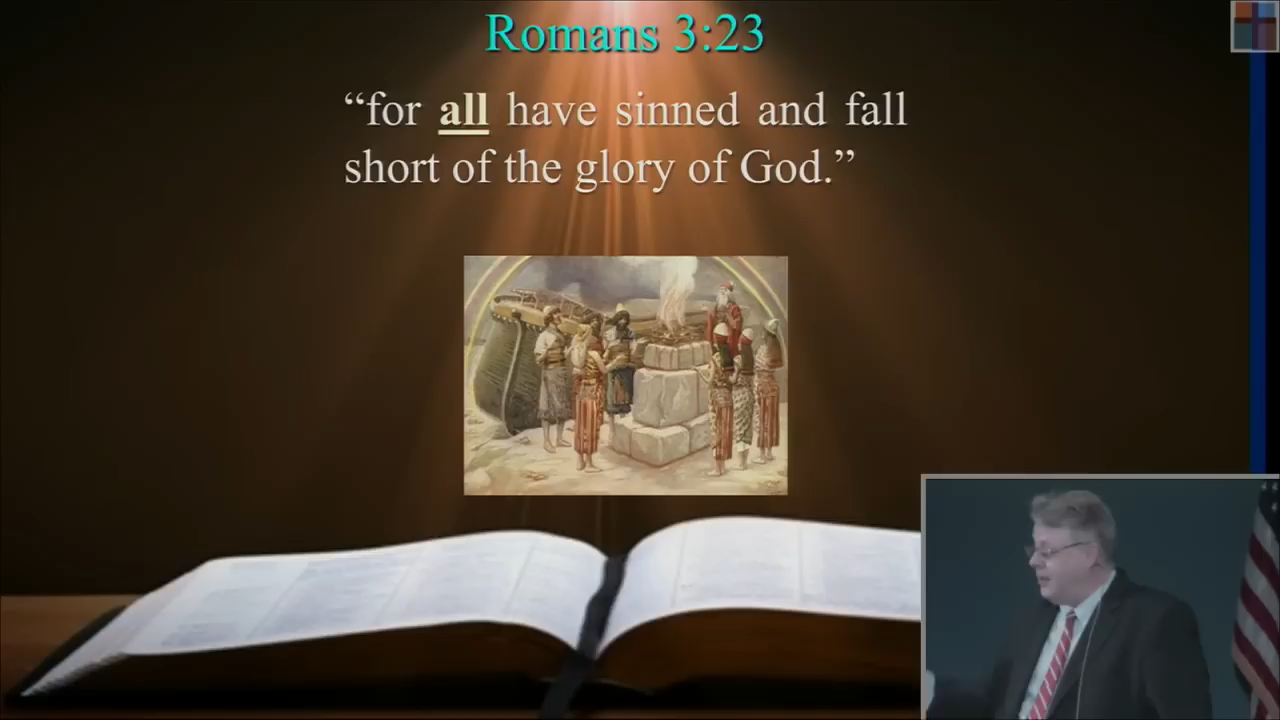 Romans 3:23
“for all have sinned and fall
short of the glory of God.”